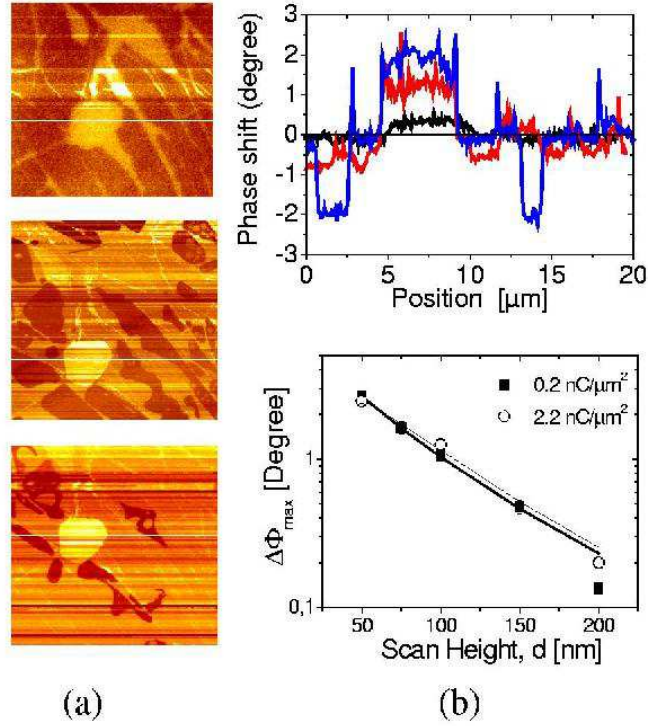 3
2
1
0
-1
-2
-3
Phase shift (degree)
0 5 10 15 20
Position [μm]
■ 0.2 nC/μm²
○ 2.2 nC/μm²
1
0,1
ΔΦmax [Degree]
50 100 150 200
Scan Height, d [nm]
(a) (b)